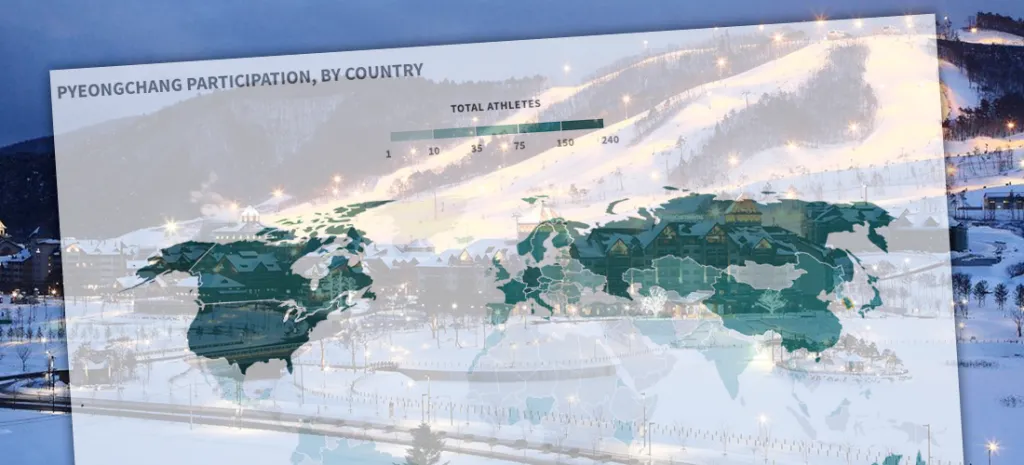 PYEONGCHANG PARTICIPATION, BY COUNTRY
TOTAL ATHLETES
1 10 35 75 150 240